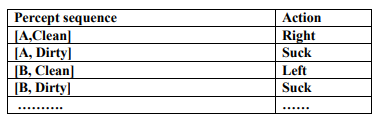 Percept sequence Action
[A,Clean] Right
[A, Dirty] Suck
[B, Clean] Left
[B, Dirty] Suck
………. ……